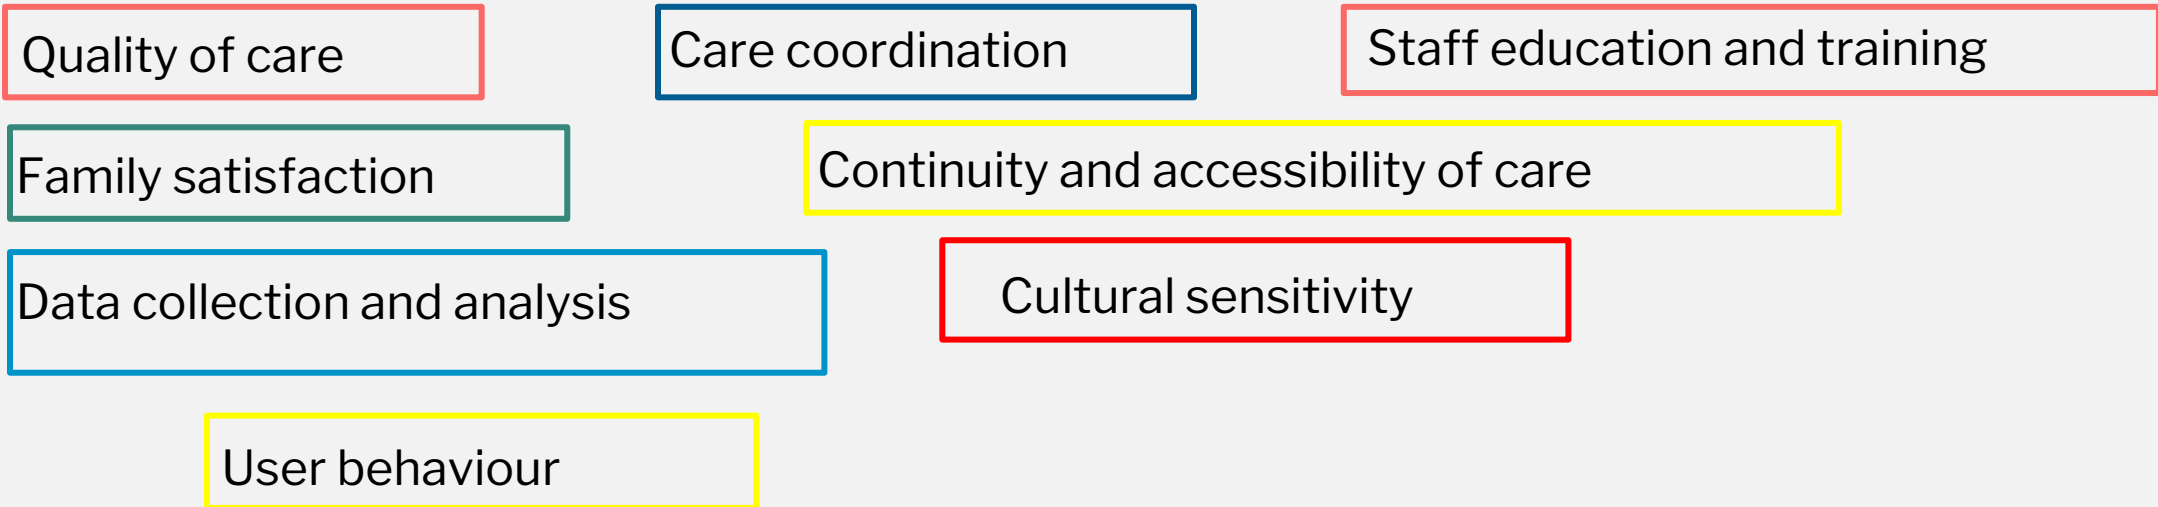 Quality of care
Care coordination
Staff education and training
Family satisfaction
Continuity and accessibility of care
Data collection and analysis
Cultural sensitivity
User behaviour